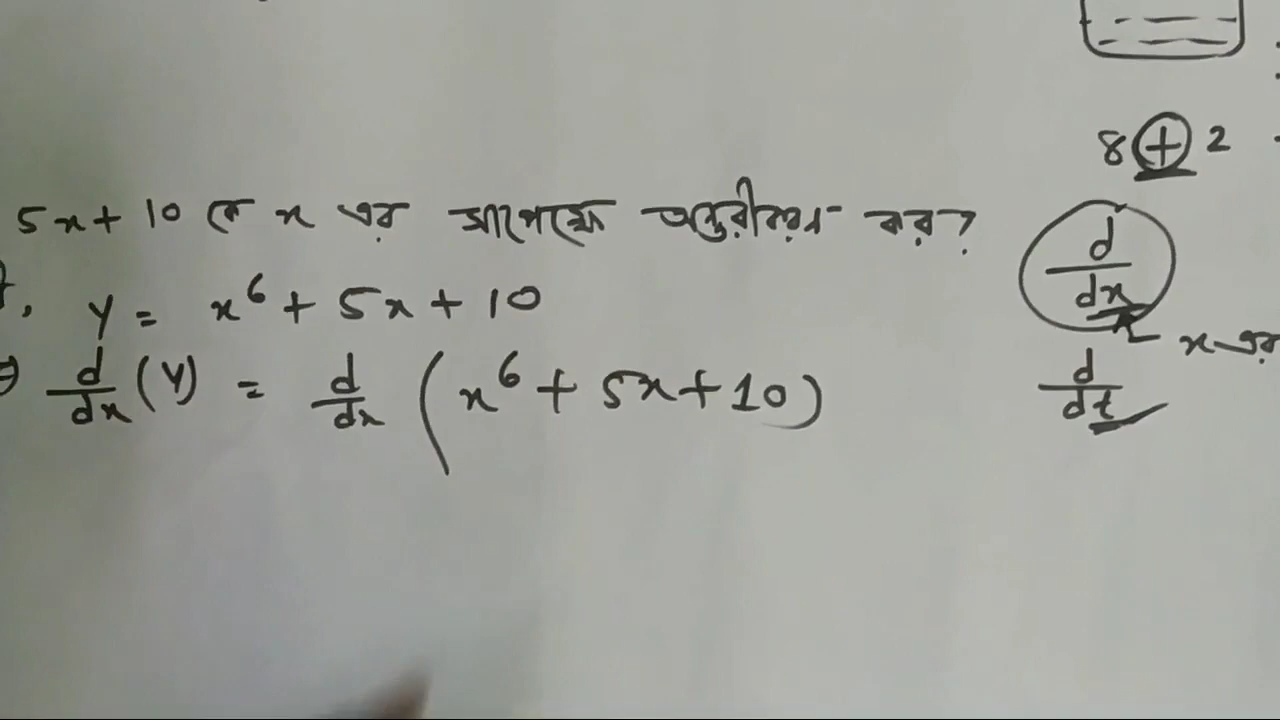 8 + 2
5x + 10 কে x এর সাপেক্ষে অন্তরীকরণ কর?
d/dx
y = x⁶ + 5x + 10
x এর
⇒ d/dx (y) = d/dx (x⁶ + 5x + 10)
d/dt